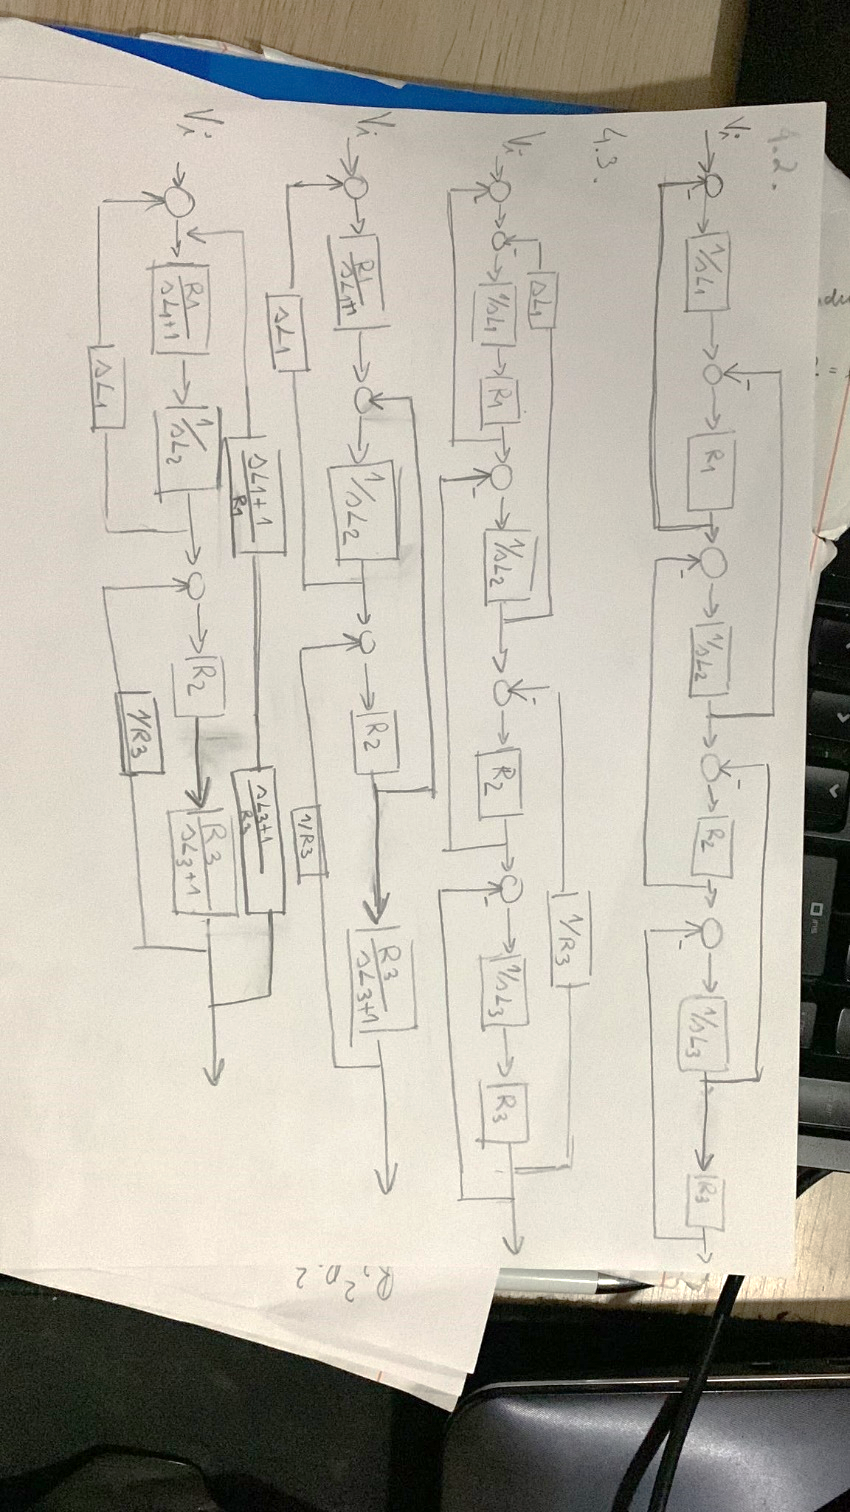 4.2.
Vi
1/sL1
R1
1/sL2
R2
1/sL3
R3
4.3.
sL1
1/R3
Vi
1/sL1
R1
1/sL2
R2
1/sL3
R3
Vi
R1
sL1+1
1/sL2
R2
R3
sL3+1
sL1
1/R3
sL1+1
R1
sL3+1
R3
Vi
R1
sL1+1
1/sL2
R2
R3
sL3+1
sL1
1/R3